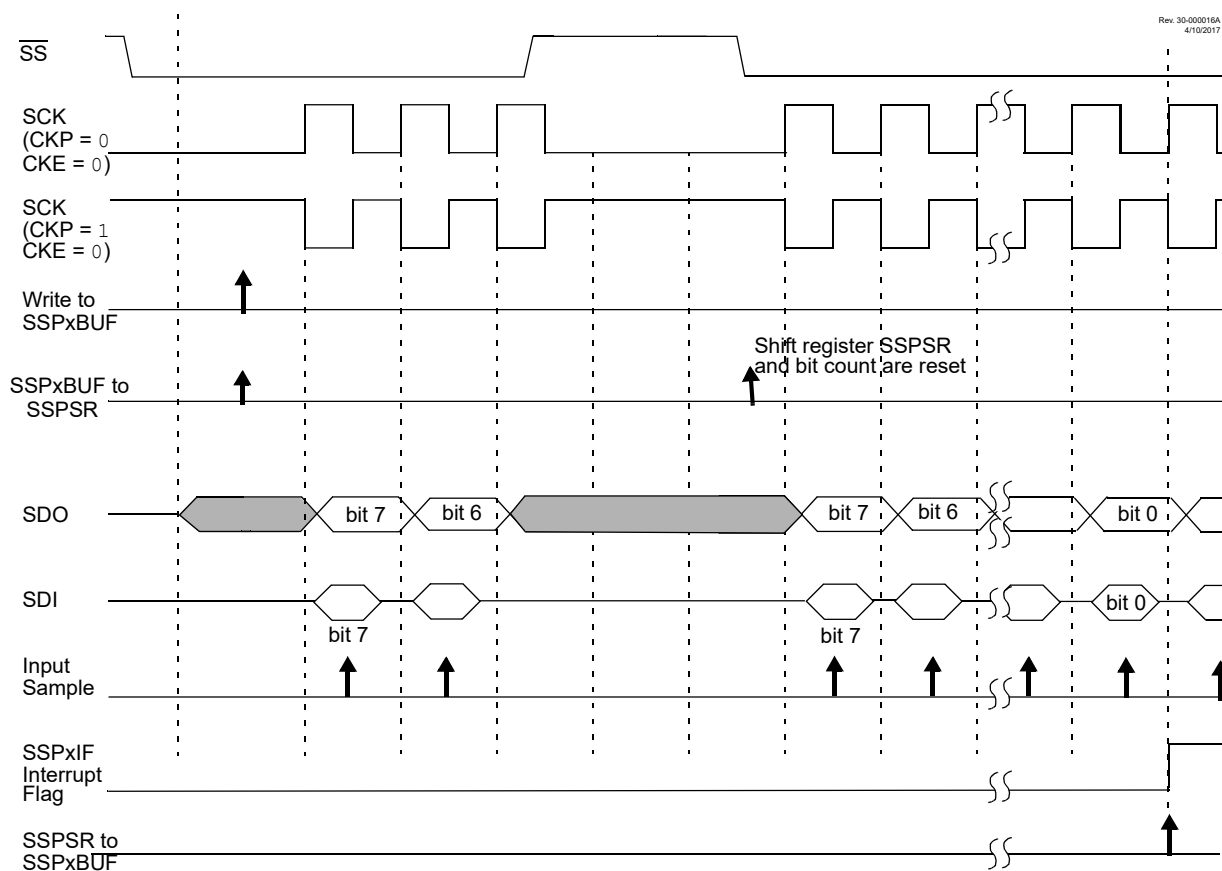 Rev. 30-000016A
4/10/2017
SS
SCK
(CKP = 0
CKE = 0)
SCK
(CKP = 1
CKE = 0)
Write to
SSPxBUF
Shift register SSPSR
and bit count are reset
SSPxBUF to
SSPSR
SDO
bit 7
bit 6
bit 7
bit 6
bit 0
SDI
bit 0
bit 7
bit 7
Input
Sample
SSPxIF
Interrupt
Flag
SSPSR to
SSPxBUF